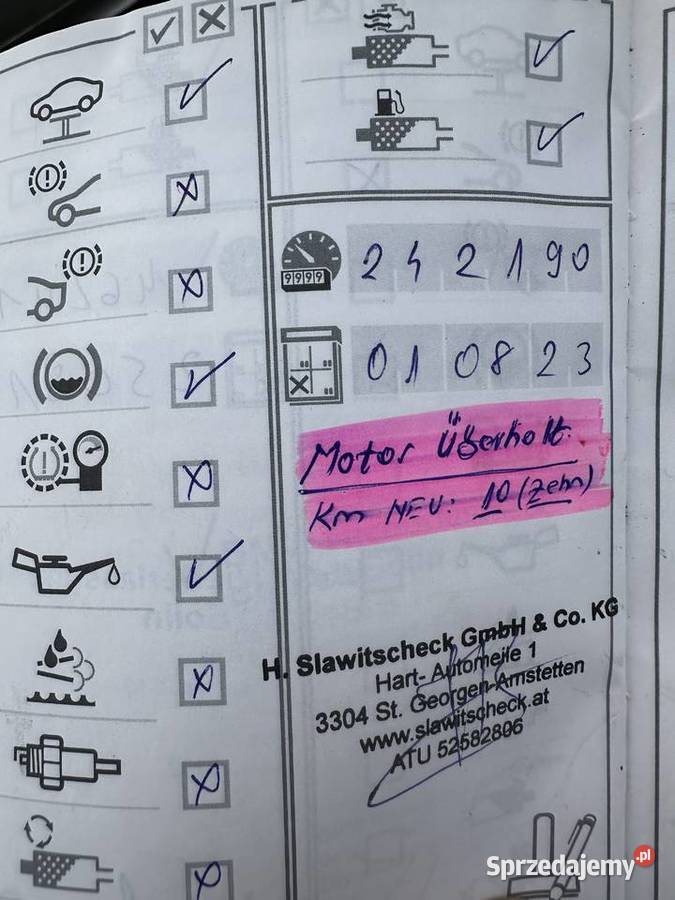 9999
242190
010823
Motor Überholt.
Km NEU: 10 (Zehn)
H. Slawitscheck GmbH & Co. KG
Hart- Automeile 1
3304 St. Georgen-Amstetten
www.slawitscheck.at
ATU 52582806
Sprzedajemy.pl